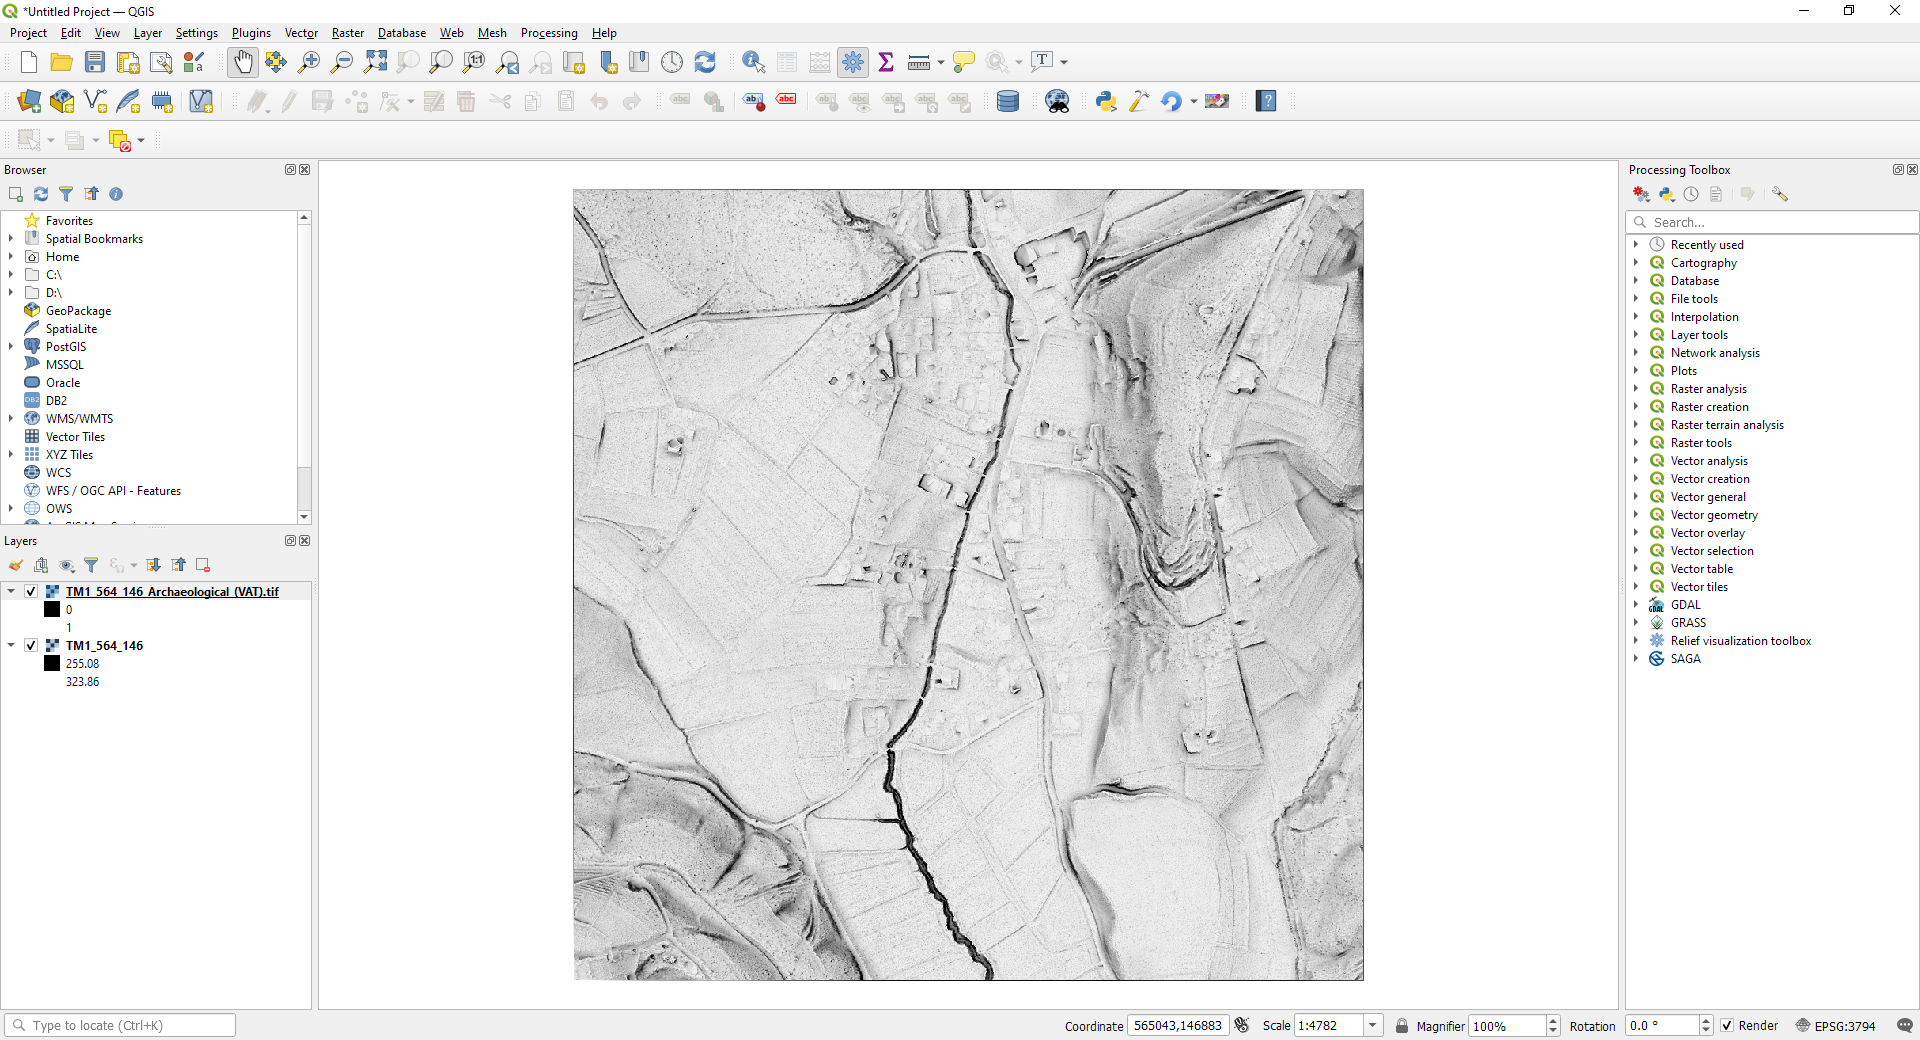 *Untitled Project — QGIS
Project Edit View Layer Settings Plugins Vector Raster Database Web Mesh Processing Help
Browser
Favorites
Spatial Bookmarks
Home
C:\
D:\
GeoPackage
SpatiaLite
PostGIS
MSSQL
Oracle
DB2
WMS/WMTS
Vector Tiles
XYZ Tiles
WCS
WFS / OGC API - Features
OWS
Layers
TM1_564_146 Archaeological (VAT).tif
0
1
TM1_564_146
255.08
323.86
Processing Toolbox
Search...
Recently used
Cartography
Database
File tools
Interpolation
Layer tools
Network analysis
Plots
Raster analysis
Raster creation
Raster terrain analysis
Raster tools
Vector analysis
Vector creation
Vector general
Vector geometry
Vector overlay
Vector selection
Vector table
Vector tiles
GDAL
GRASS
Relief visualization toolbox
SAGA
Type to locate (Ctrl+K)
Coordinate 565043,146883 Scale 1:4782 Magnifier 100% Rotation 0.0 ° Render EPSG:3794